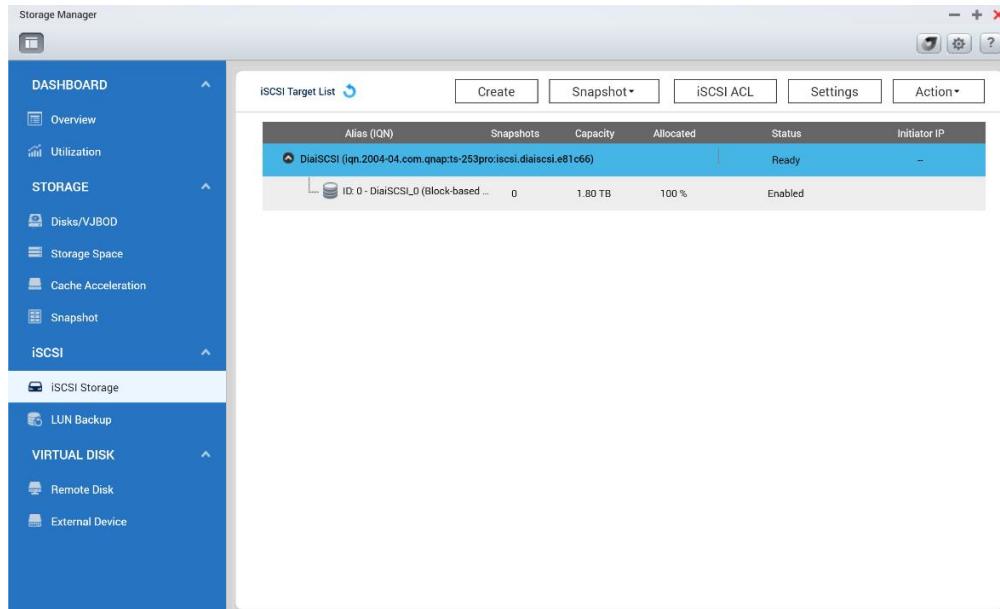 Storage Manager
?
DASHBOARD
Overview
Utilization
STORAGE
Disks/VJBOD
Storage Space
Cache Acceleration
Snapshot
iSCSI
iSCSI Storage
LUN Backup
VIRTUAL DISK
Remote Disk
External Device
iSCSI Target List Create Snapshot iSCSI ACL Settings Action
Alias (IQN) Snapshots Capacity Allocated Status Initiator IP
DiaiSCSI (iqn.2004-04.com.qnap:ts-253pro:iscsi.diaiscsi.e81c66) Ready --
ID: 0 - DiaiSCSI_0 (Block-based ... 0 1.80 TB 100 % Enabled